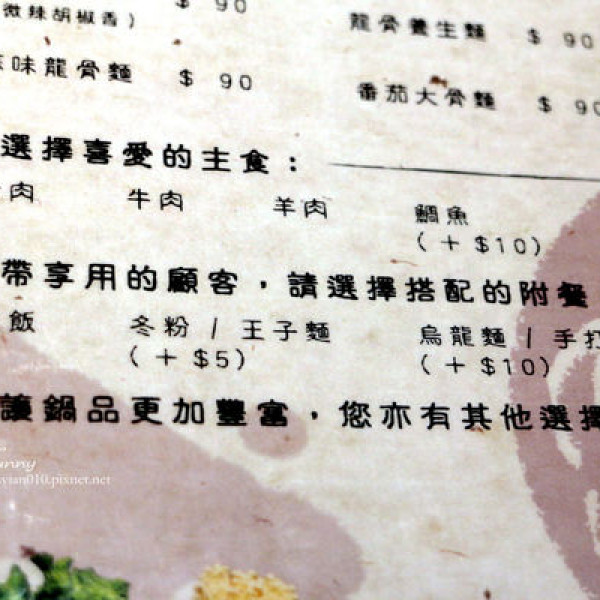 微辣胡椒香) $ 90
龍骨養生麵 $ 90
味龍骨麵 $ 90
番茄大骨麵 $ 90
選擇喜愛的主食：
肉 牛肉 羊肉 鯛魚
(+$10)
帶享用的顧客，請選擇搭配的附餐
飯 冬粉 / 王子麵 烏龍麵 / 手打
(+$5) (+$10)
讓鍋品更加豐富，您亦有其他選擇